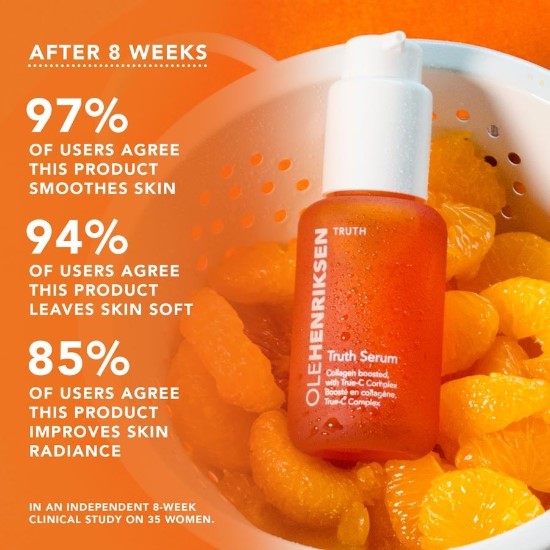 AFTER 8 WEEKS
97%
OF USERS AGREE
THIS PRODUCT
SMOOTHES SKIN
94%
OF USERS AGREE
THIS PRODUCT
LEAVES SKIN SOFT
85%
OF USERS AGREE
THIS PRODUCT
IMPROVES SKIN
RADIANCE
IN AN INDEPENDENT 8-WEEK
CLINICAL STUDY ON 35 WOMEN.
OLEHENRIKSEN
TRUTH
Truth Serum
Collagen boosted,
with True-C Complex
Boosté en collagène,
True-C Complex